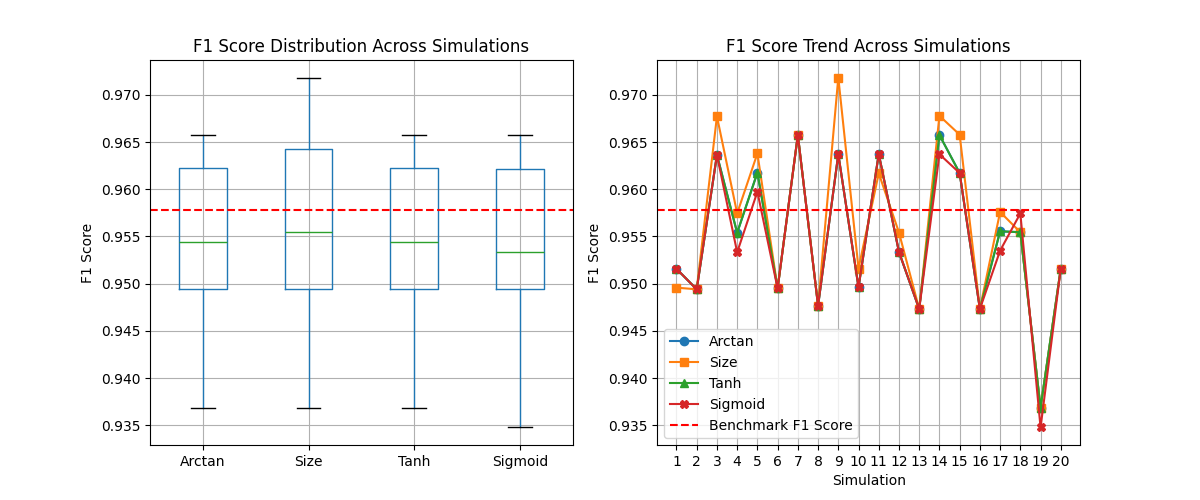 F1 Score Distribution Across Simulations
F1 Score
0.970
0.965
0.960
0.955
0.950
0.945
0.940
0.935
Arctan Size Tanh Sigmoid
F1 Score Trend Across Simulations
F1 Score
0.970
0.965
0.960
0.955
0.950
0.945
0.940
0.935
Arctan
Size
Tanh
Sigmoid
Benchmark F1 Score
1 2 3 4 5 6 7 8 9 10 11 12 13 14 15 16 17 18 19 20
Simulation